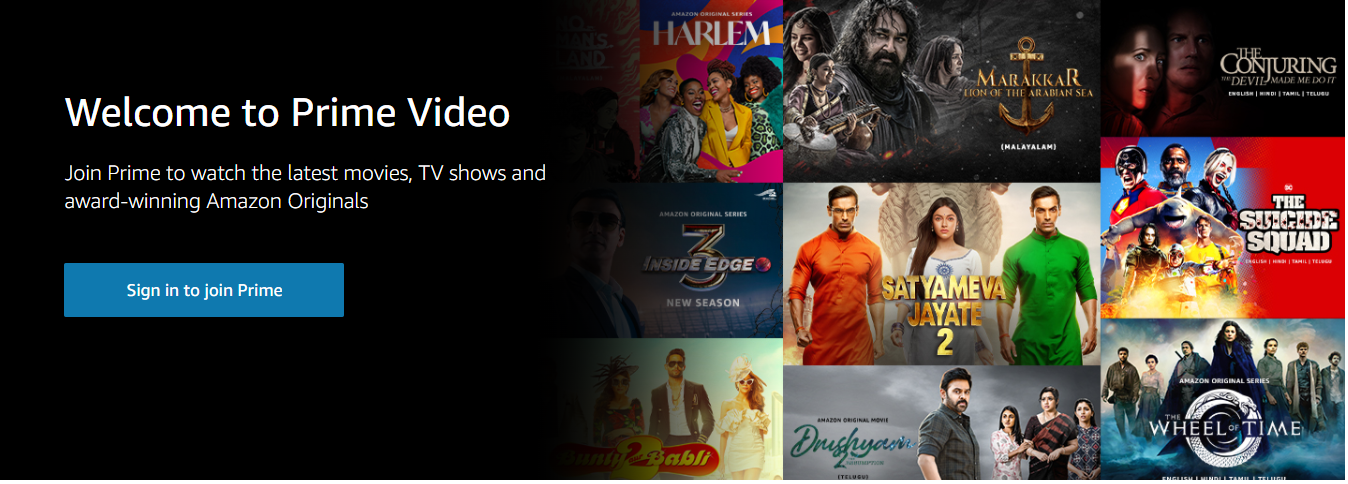 Welcome to Prime Video
Join Prime to watch the latest movies, TV shows and
award-winning Amazon Originals
Sign in to join Prime
AMAZON ORIGINAL SERIES
HARLEM
AMAZON ORIGINAL SERIES
3
INSIDE EDGE
NEW SEASON
Bunty Babli 2
MARAKKAR
LION OF THE ARABIAN SEA
(MALAYALAM)
SATYAMEVA
JAYATE
2
AMAZON ORIGINAL MOVIE
Drushyam
2
(TELUGU)
THE
CONJURING
THE DEVIL MADE ME DO IT
ENGLISH | HINDI | TAMIL | TELUGU
DC
THE
SUICIDE
SQUAD
ENGLISH | HINDI | TAMIL | TELUGU
AMAZON ORIGINAL SERIES
THE
WHEEL OF TIME
ENGLISH | HINDI | TAMIL | TELUGU